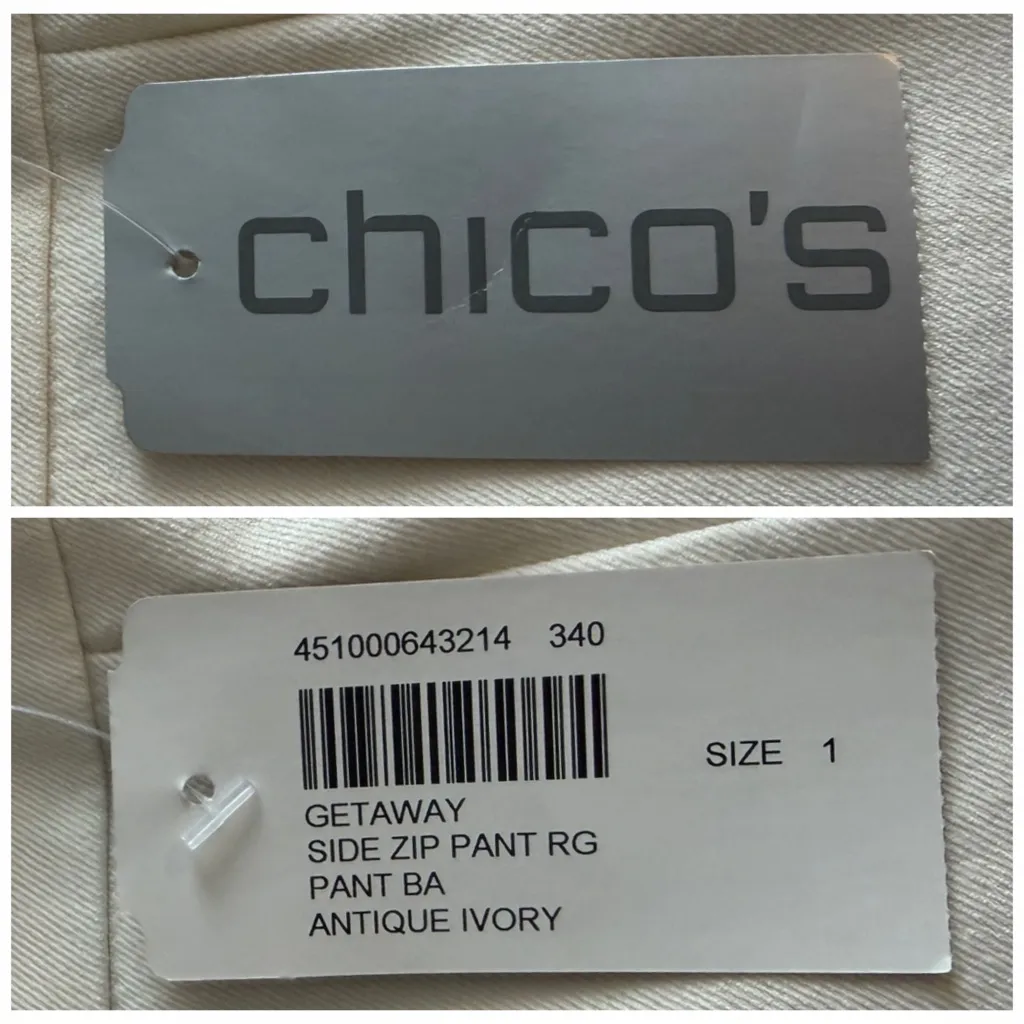 chico's
451000643214 340
SIZE 1
GETAWAY
SIDE ZIP PANT RG
PANT BA
ANTIQUE IVORY